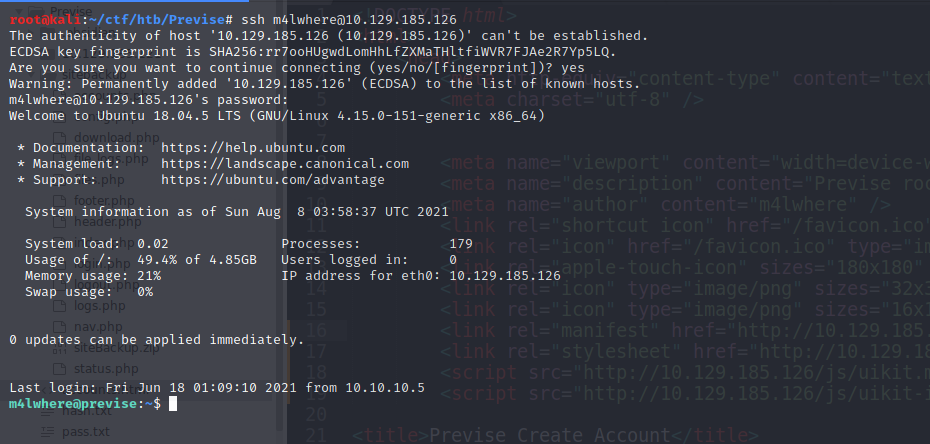 root@kali:~/ctf/htb/Previse# ssh m4lwhere@10.129.185.126
The authenticity of host '10.129.185.126 (10.129.185.126)' can't be established.
ECDSA key fingerprint is SHA256:rr7ooHUgwdLomHhLfZXMaTHltfiWVR7FJAe2R7Yp5LQ.
Are you sure you want to continue connecting (yes/no/[fingerprint])? yes
Warning: Permanently added '10.129.185.126' (ECDSA) to the list of known hosts.
m4lwhere@10.129.185.126's password:
Welcome to Ubuntu 18.04.5 LTS (GNU/Linux 4.15.0-151-generic x86_64)
* Documentation:  https://help.ubuntu.com
* Management:     https://landscape.canonical.com
* Support:        https://ubuntu.com/advantage
System information as of Sun Aug  8 03:58:37 UTC 2021
System load:  0.02              Processes:           179
Usage of /:   49.4% of 4.85GB   Users logged in:     0
Memory usage: 21%               IP address for eth0: 10.129.185.126
Swap usage:   0%
0 updates can be applied immediately.
Last login: Fri Jun 18 01:09:10 2021 from 10.10.10.5
m4lwhere@previse:~$
download.php
footer.php
header.php
logs.php
nav.php
siteBackup.zip
status.php
hash.txt
pass.txt
html>
content-type" content="text
5 <meta charset="utf-8" />
<meta name="viewport" content="width=device-w
<meta name="description" content="Previse roc
<meta name="author" content="m4lwhere" />
<link rel="shortcut icon" href="/favicon.ico"
<link rel="icon" href="/favicon.ico" type="im
<link rel="apple-touch-icon" sizes="180x180"
<link rel="icon" type="image/png" sizes="32x3
<link rel="icon" type="image/png" sizes="16x1
16 <link rel="manifest" href="http://10.129.185.
17 <link rel="stylesheet" href="http://10.129.18
18 <script src="http://10.129.185.126/js/uikit.m
19 <script src="http://10.129.185.126/js/uikit-i
20
21 <title>Previse Create Account</title>